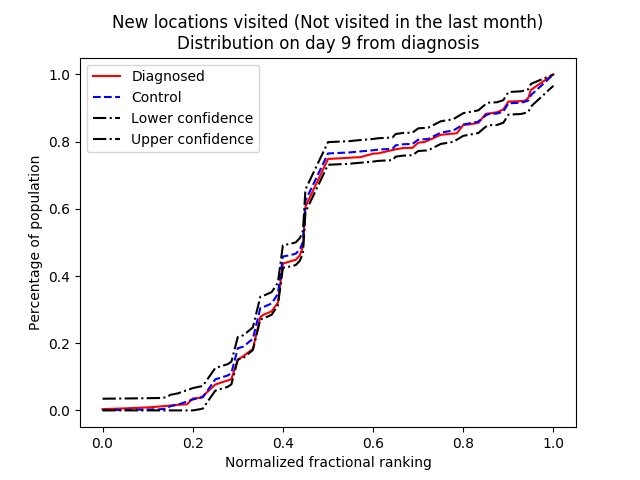 New locations visited (Not visited in the last month)
Distribution on day 9 from diagnosis
Diagnosed
Control
Lower confidence
Upper confidence
Percentage of population
1.0
0.8
0.6
0.4
0.2
0.0
0.0 0.2 0.4 0.6 0.8 1.0
Normalized fractional ranking